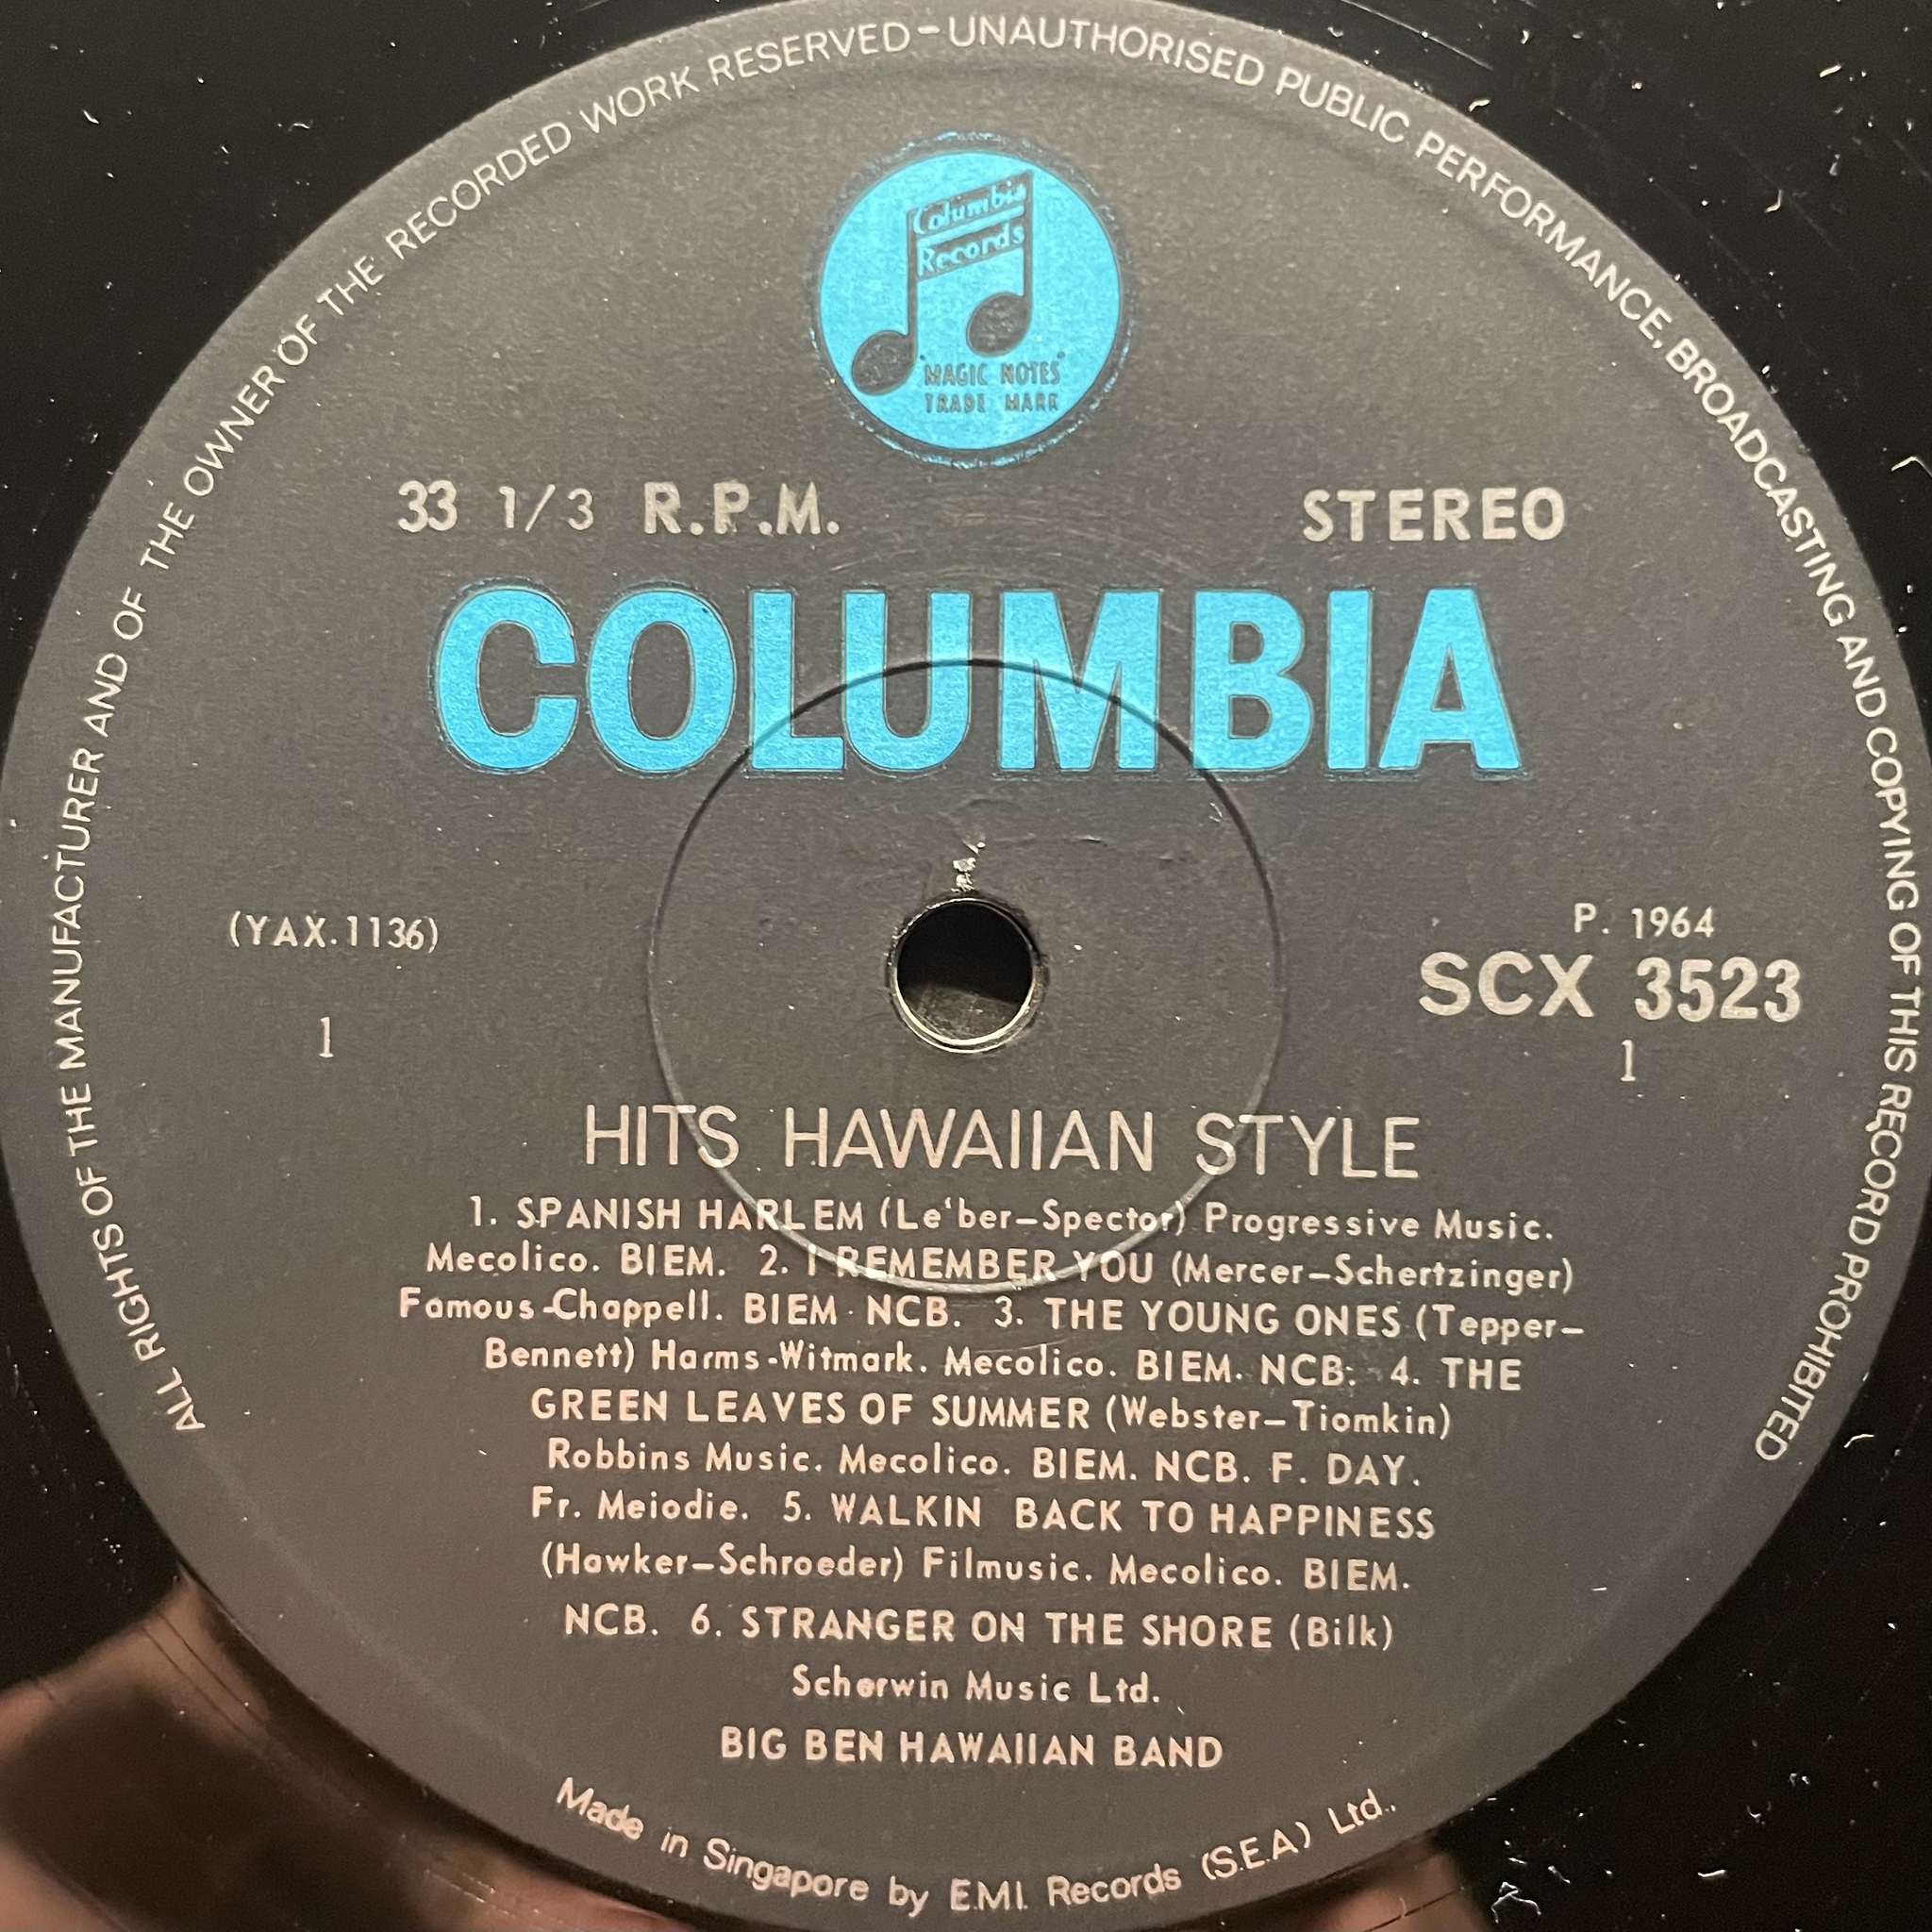 ALL RIGHTS OF THE MANUFACTURER AND OF THE OWNER OF THE RECORDED WORK RESERVED – UNAUTHORISED PUBLIC PERFORMANCE, BROADCASTING AND COPYING OF THIS RECORD PROHIBITED
Columbia
Records
"MAGIC NOTES"
TRADE MARK
33 1/3 R.P.M. STEREO
COLUMBIA
(YAX.1136) P. 1964
SCX 3523
1 1
HITS HAWAIIAN STYLE
1. SPANISH HARLEM (Le'ber–Spector) Progressive Music.
Mecolico. BIEM. 2. I REMEMBER YOU (Mercer–Schertzinger)
Famous-Chappell. BIEM · NCB. 3. THE YOUNG ONES (Tepper–
Bennett) Harms-Witmark. Mecolico. BIEM. NCB. 4. THE
GREEN LEAVES OF SUMMER (Webster–Tiomkin)
Robbins Music. Mecolico. BIEM. NCB. F. DAY.
Fr. Meiodie. 5. WALKIN BACK TO HAPPINESS
(Hawker–Schroeder) Filmusic. Mecolico. BIEM.
NCB. 6. STRANGER ON THE SHORE (Bilk)
Scherwin Music Ltd.
BIG BEN HAWAIIAN BAND
Made in Singapore by E.M.I. Records (S.E.A) Ltd.,